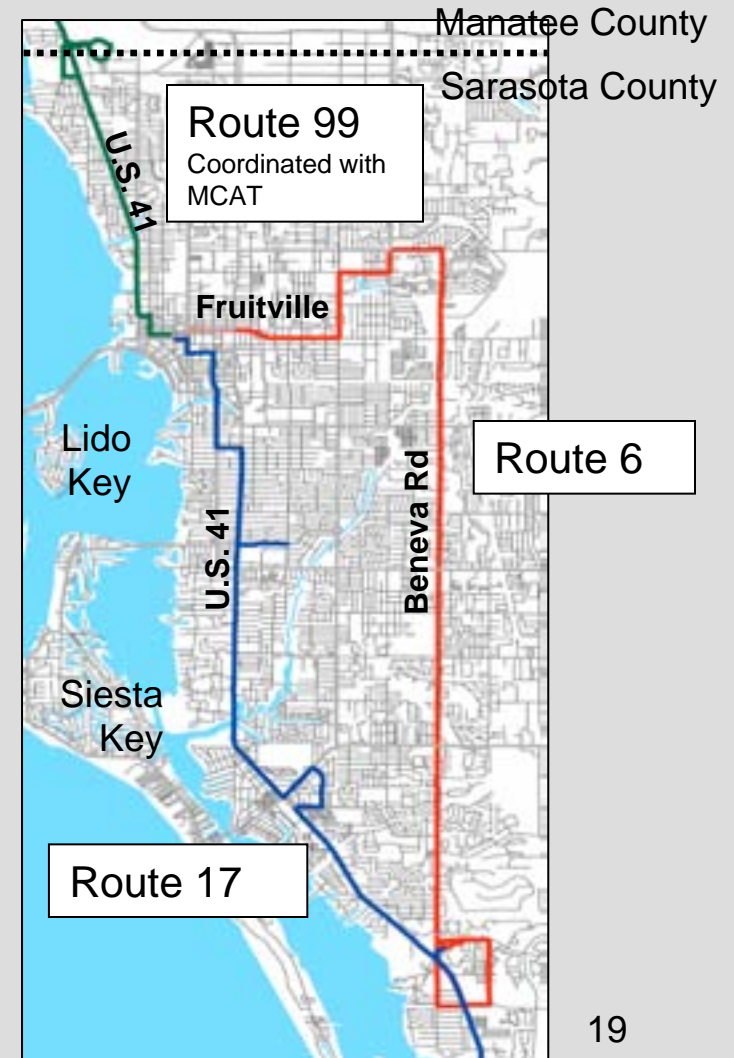 Manatee County
Sarasota County
Route 99
Coordinated with
MCAT
U.S. 41
Fruitville
Lido
Key
Route 6
Beneva Rd
U.S. 41
Siesta
Key
Route 17
19